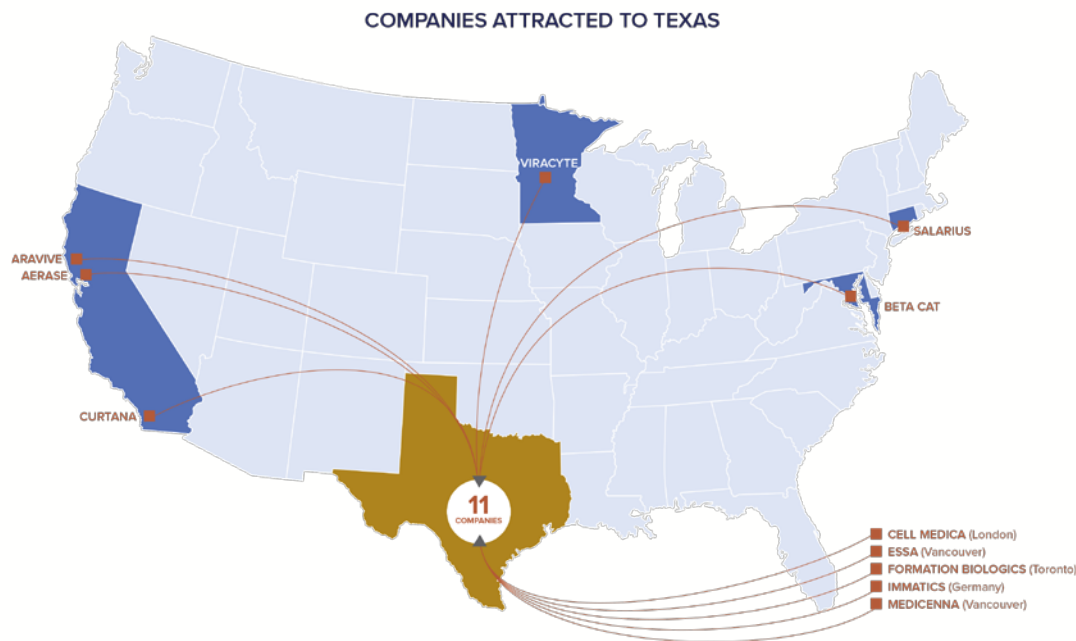 COMPANIES ATTRACTED TO TEXAS
VIRACYTE
SALARIUS
ARAVIVE
AERASE
BETA CAT
CURTANA
11
COMPANIES
CELL MEDICA (London)
ESSA (Vancouver)
FORMATION BIOLOGICS (Toronto)
IMMATICS (Germany)
MEDICENNA (Vancouver)